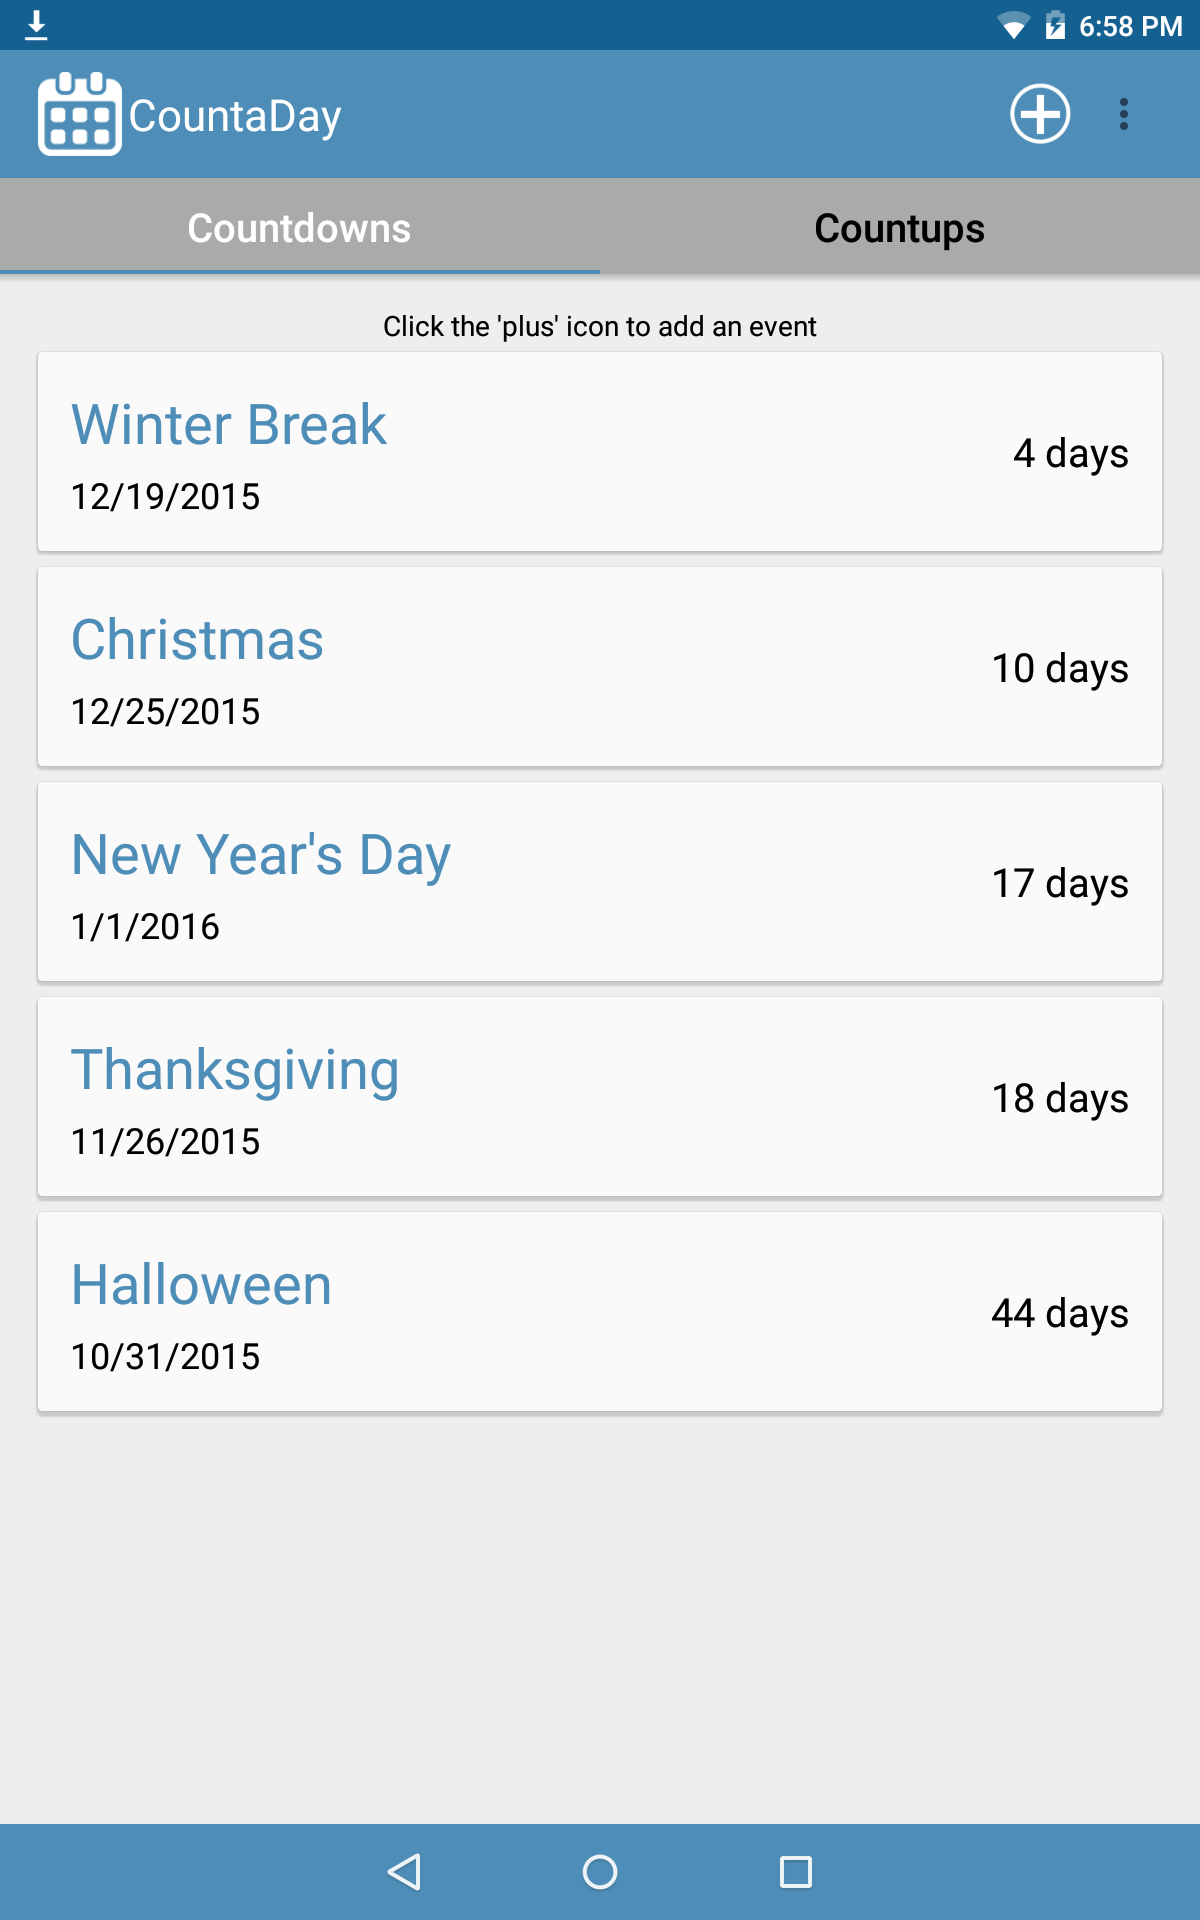 6:58 PM
CountaDay
Countdowns
Countups
Click the 'plus' icon to add an event
Winter Break
4 days
12/19/2015
Christmas
10 days
12/25/2015
New Year's Day
17 days
1/1/2016
Thanksgiving
18 days
11/26/2015
Halloween
44 days
10/31/2015